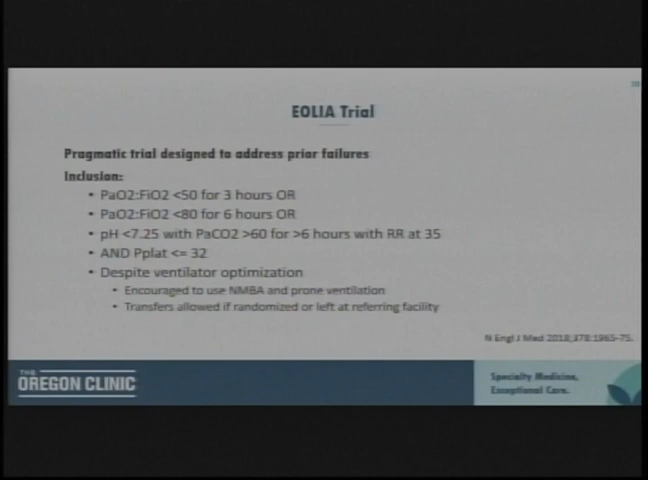 EOLIA Trial
Pragmatic trial designed to address prior failures
Inclusion:
• PaO2:FiO2 <50 for 3 hours OR
• PaO2:FiO2 <80 for 6 hours OR
• pH <7.25 with PaCO2 >60 for >6 hours with RR at 35
• AND Pplat <= 32
• Despite ventilator optimization
• Encouraged to use NMBA and prone ventilation
• Transfers allowed if randomized or left at referring facility
N Engl J Med 2018;378:1965-75.
THE
OREGON CLINIC
Specialty Medicine,
Exceptional Care.